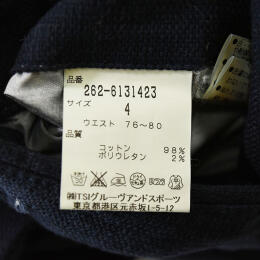 品番
262-6131423
サイズ
4
ウエスト 76~80
品質
コットン 98%
ポリウレタン 2%
㈱TSIグルーヴアンドスポーツ
東京都港区元赤坂1-5-12